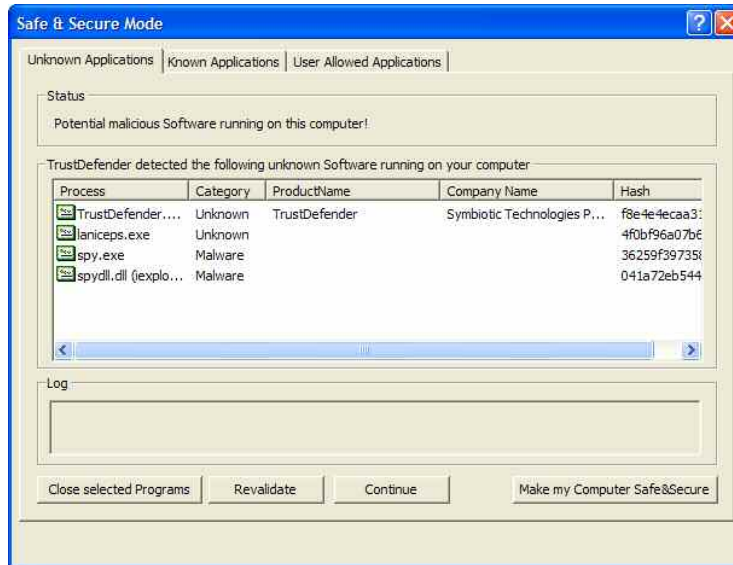 Safe & Secure Mode
Unknown Applications Known Applications User Allowed Applications
Status
Potential malicious Software running on this computer!
TrustDefender detected the following unknown Software running on your computer
Process Category ProductName Company Name Hash
TrustDefender.... Unknown TrustDefender Symbiotic Technologies P... f8e4e4ecaa31
laniceps.exe Unknown 4f0bf96a07b6
spy.exe Malware 36259f397358
spydll.dll (iexplo... Malware 041a72eb544
Log
Close selected Programs Revalidate Continue Make my Computer Safe&Secure